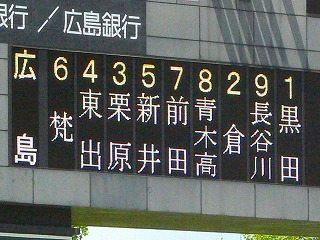 銀行／広島銀行
広島
6 梵
4 東出
3 栗原
5 新井
7 前田
8 青木高
2 倉
9 長谷川
1 黒田